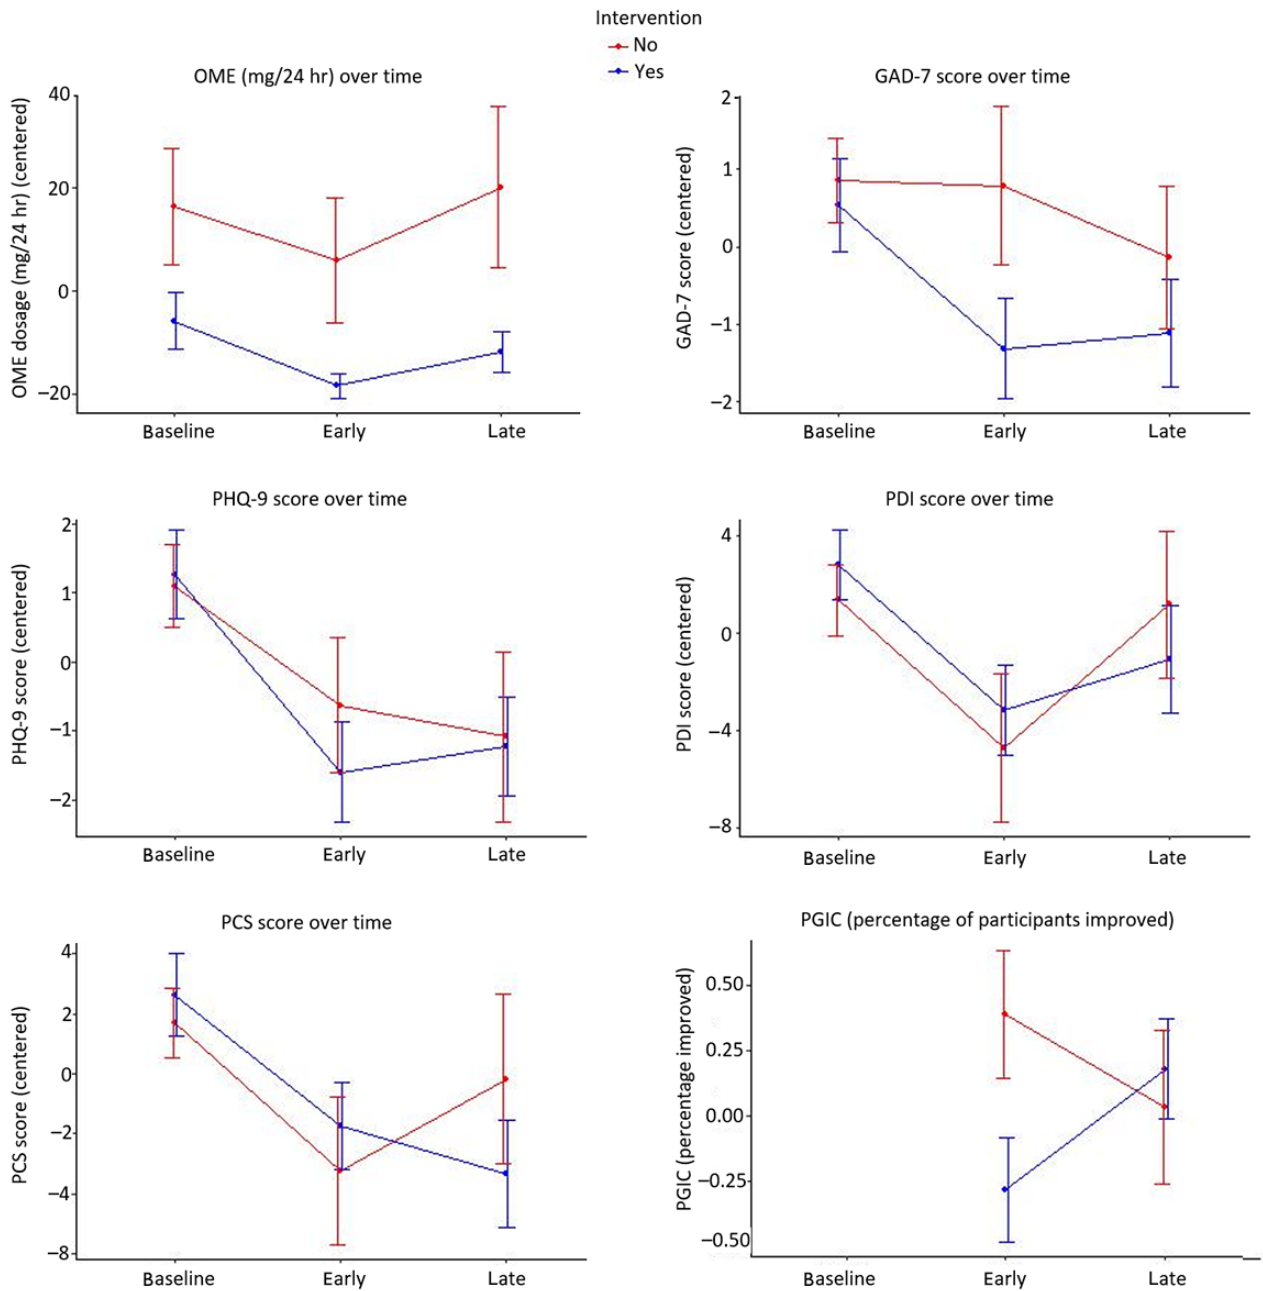 Intervention
No
Yes
OME (mg/24 hr) over time
OME dosage (mg/24 hr) (centered)
40
20
0
−20
Baseline Early Late
GAD-7 score over time
GAD-7 score (centered)
2
1
0
−1
−2
Baseline Early Late
PHQ-9 score over time
PHQ-9 score (centered)
2
1
0
−1
−2
Baseline Early Late
PDI score over time
PDI score (centered)
4
0
−4
−8
Baseline Early Late
PCS score over time
PCS score (centered)
4
2
0
−2
−4
−8
Baseline Early Late
PGIC (percentage of participants improved)
PGIC (percentage improved)
0.50
0.25
0.00
−0.25
−0.50
Baseline Early Late